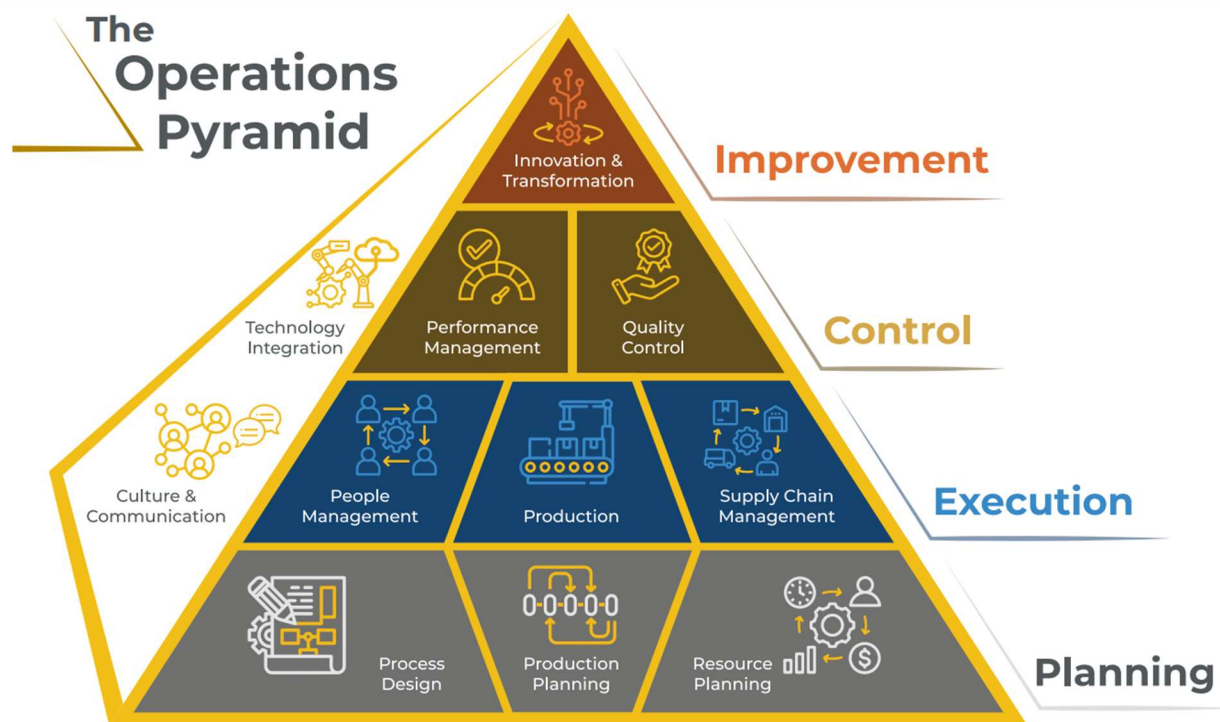 The
Operations
Pyramid
Innovation &
Transformation
Improvement
Technology
Integration
Performance
Management
Quality
Control
Control
Culture &
Communication
People
Management
Production
Supply Chain
Management
Execution
Process
Design
Production
Planning
Resource
Planning
Planning